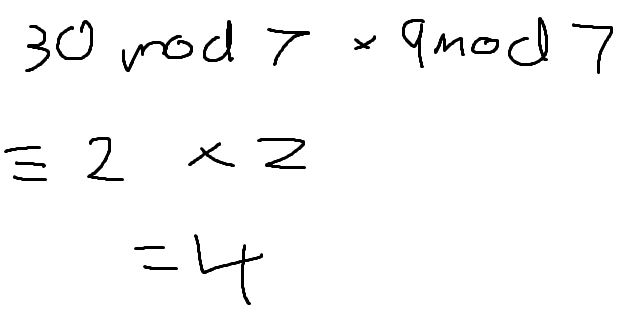 30 mod 7 × 9 mod 7
≡ 2 × 2
= 4